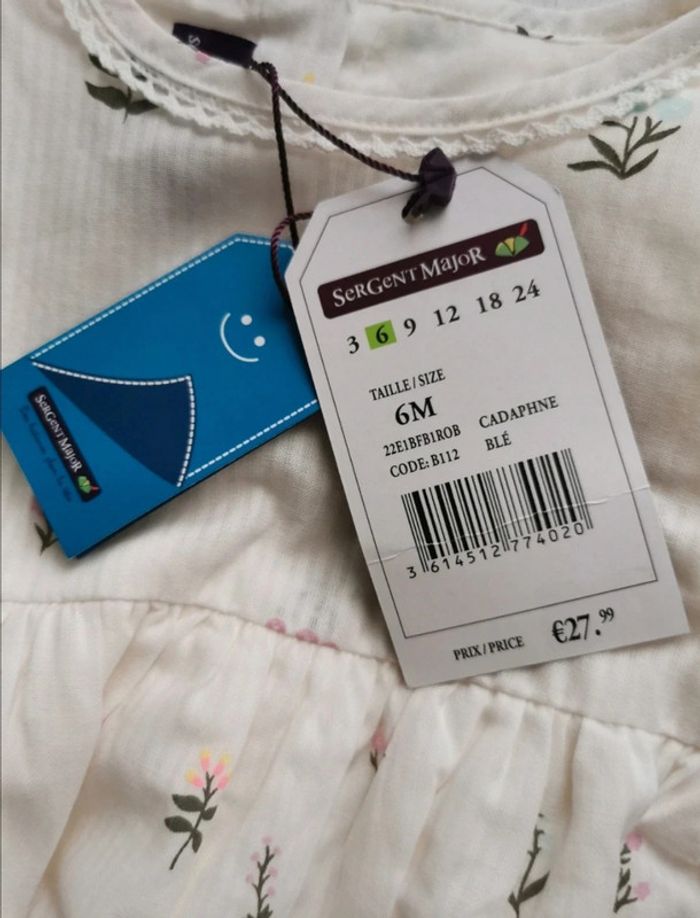 SeRGeNT MaJoR
3 6 9 12 18 24
TAILLE / SIZE
6M
22E1BFB1ROB CADAPHNE
CODE: B112 BLÉ
3 614512 774020
PRIX / PRICE €27.99
SeRGeNT MaJoR